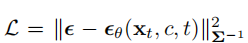 ℒ = ‖ϵ − ϵ_θ(𝐱_t, c, t)‖²_{𝚺⁻¹}